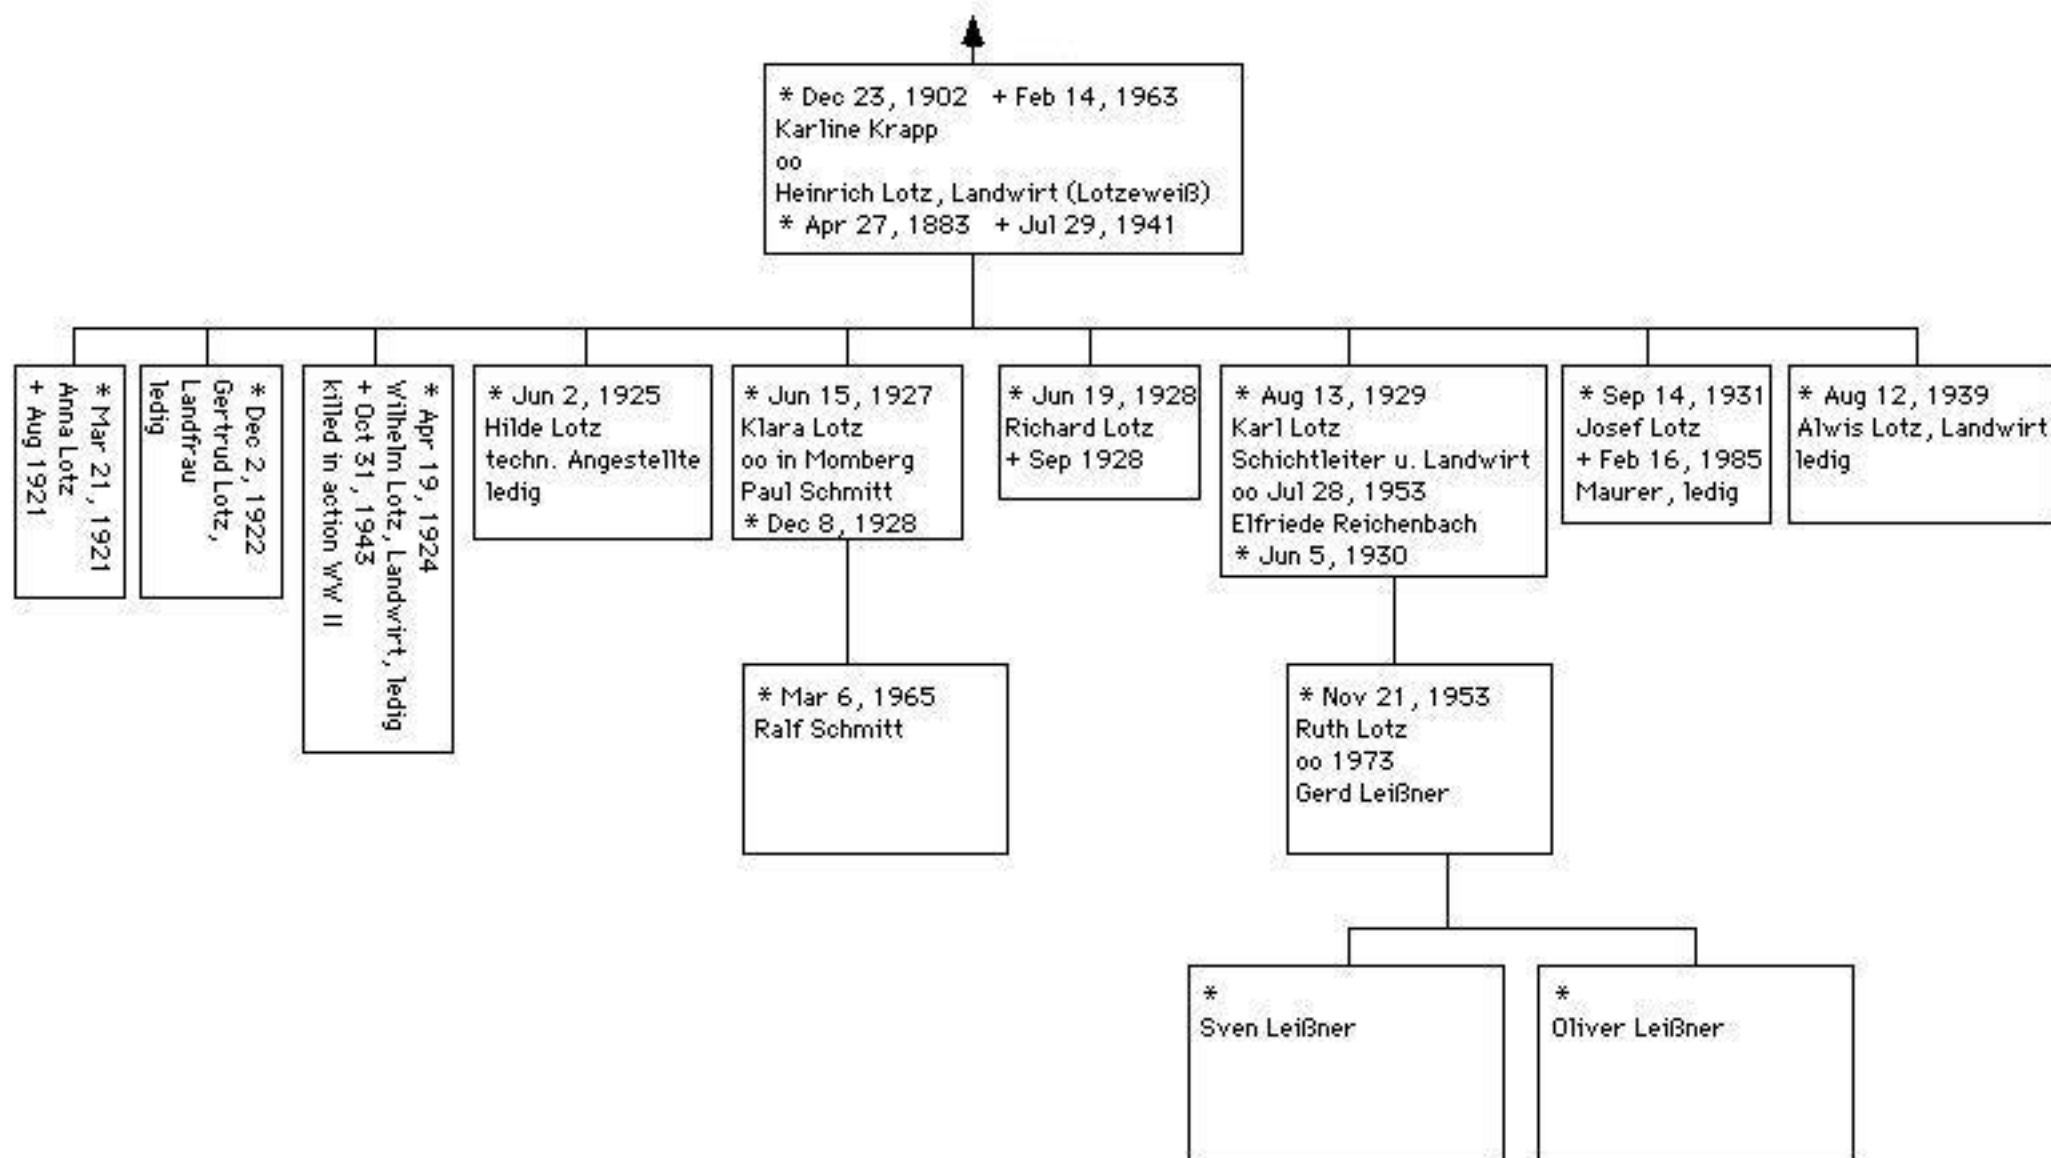 * Dec 23, 1902 + Feb 14, 1963
Karline Krapp
oo
Heinrich Lotz, Landwirt (Lotzeweiß)
* Apr 27, 1883 + Jul 29, 1941
* Mar 21, 1921
Anna Lotz
+ Aug 1921
* Dec 2, 1922
Gertrud Lotz,
Landfrau
ledig
* Apr 19, 1924
Wilhelm Lotz, Landwirt, ledig
+ Oct 31, 1943
killed in action WW II
* Jun 2, 1925
Hilde Lotz
techn. Angestellte
ledig
* Jun 15, 1927
Klara Lotz
oo in Momberg
Paul Schmitt
* Dec 8, 1928
* Jun 19, 1928
Richard Lotz
+ Sep 1928
* Aug 13, 1929
Karl Lotz
Schichtleiter u. Landwirt
oo Jul 28, 1953
Elfriede Reichenbach
* Jun 5, 1930
* Sep 14, 1931
Josef Lotz
+ Feb 16, 1985
Maurer, ledig
* Aug 12, 1939
Alwis Lotz, Landwirt
ledig
* Mar 6, 1965
Ralf Schmitt
* Nov 21, 1953
Ruth Lotz
oo 1973
Gerd Leißner
*
Sven Leißner
*
Oliver Leißner